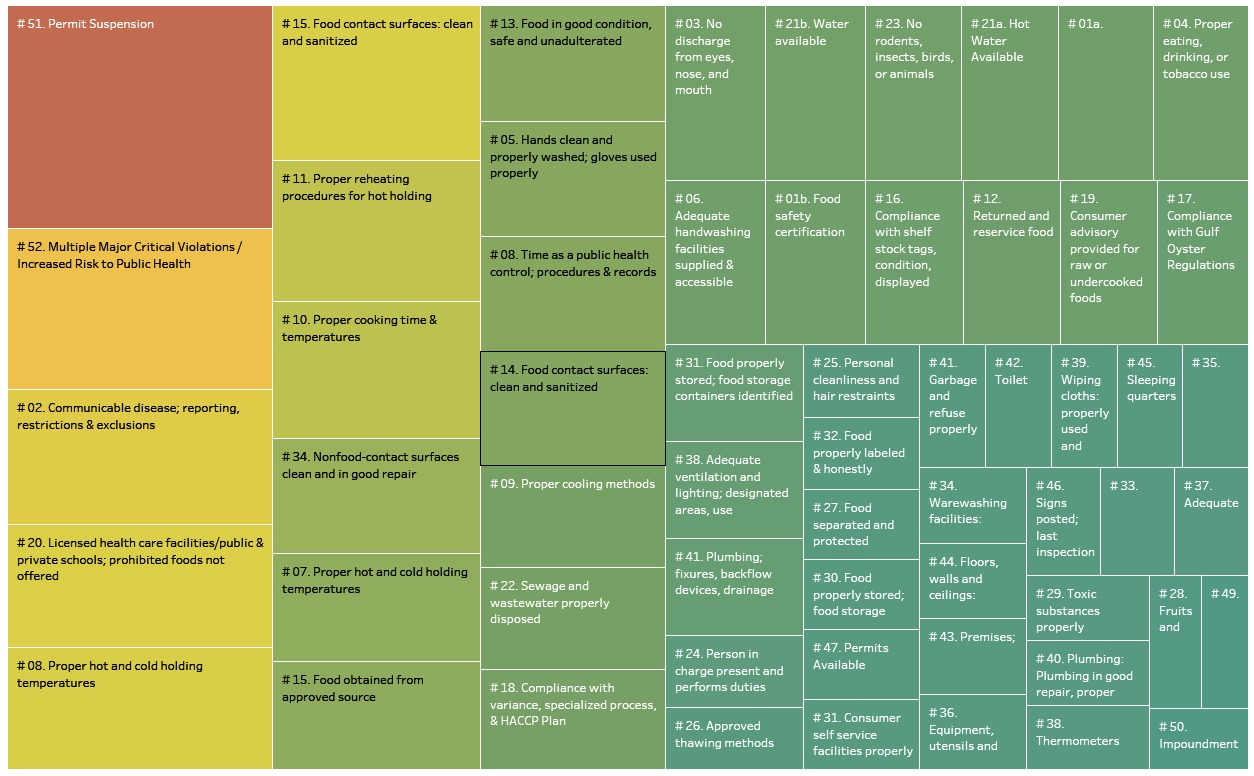 # 51. Permit Suspension
# 52. Multiple Major Critical Violations /
Increased Risk to Public Health
# 02. Communicable disease; reporting,
restrictions & exclusions
# 20. Licensed health care facilities/public &
private schools; prohibited foods not
offered
# 08. Proper hot and cold holding
temperatures
# 15. Food contact surfaces: clean
and sanitized
# 11. Proper reheating
procedures for hot holding
# 10. Proper cooking time &
temperatures
# 34. Nonfood-contact surfaces
clean and in good repair
# 07. Proper hot and cold holding
temperatures
# 15. Food obtained from
approved source
# 13. Food in good condition,
safe and unadulterated
# 05. Hands clean and
properly washed; gloves used
properly
# 08. Time as a public health
control; procedures & records
# 14. Food contact surfaces:
clean and sanitized
# 09. Proper cooling methods
# 22. Sewage and
wastewater properly
disposed
# 18. Compliance with
variance, specialized process,
& HACCP Plan
# 03. No
discharge
from eyes,
nose, and
mouth
# 21b. Water
available
# 23. No
rodents,
insects, birds,
or animals
# 21a. Hot
Water
Available
# 01a.
# 04. Proper
eating,
drinking, or
tobacco use
# 06.
Adequate
handwashing
facilities
supplied &
accessible
# 01b. Food
safety
certification
# 16.
Compliance
with shelf
stock tags,
condition,
displayed
# 12.
Returned and
reservice food
# 19.
Consumer
advisory
provided for
raw or
undercooked
foods
# 17.
Compliance
with Gulf
Oyster
Regulations
# 31. Food properly
stored; food storage
containers identified
# 38. Adequate
ventilation and
lighting; designated
areas, use
# 41. Plumbing;
fixures, backflow
devices, drainage
# 24. Person in
charge present and
performs duties
# 26. Approved
thawing methods
# 25. Personal
cleanliness and
hair restraints
# 32. Food
properly labeled
& honestly
# 27. Food
separated and
protected
# 30. Food
properly stored;
food storage
# 47. Permits
Available
# 31. Consumer
self service
facilities properly
# 41.
Garbage
and
refuse
properly
# 42.
Toilet
# 39.
Wiping
cloths:
properly
used
and
# 45.
Sleeping
quarters
# 35.
# 34.
Warewashing
facilities:
# 44. Floors,
walls and
ceilings:
# 43. Premises;
# 36.
Equipment,
utensils and
# 46.
Signs
posted;
last
inspection
# 33.
# 37.
Adequate
# 29. Toxic
substances
properly
# 40. Plumbing:
Plumbing in good
repair, proper
# 38.
Thermometers
# 28.
Fruits
and
# 49.
# 50.
Impoundment